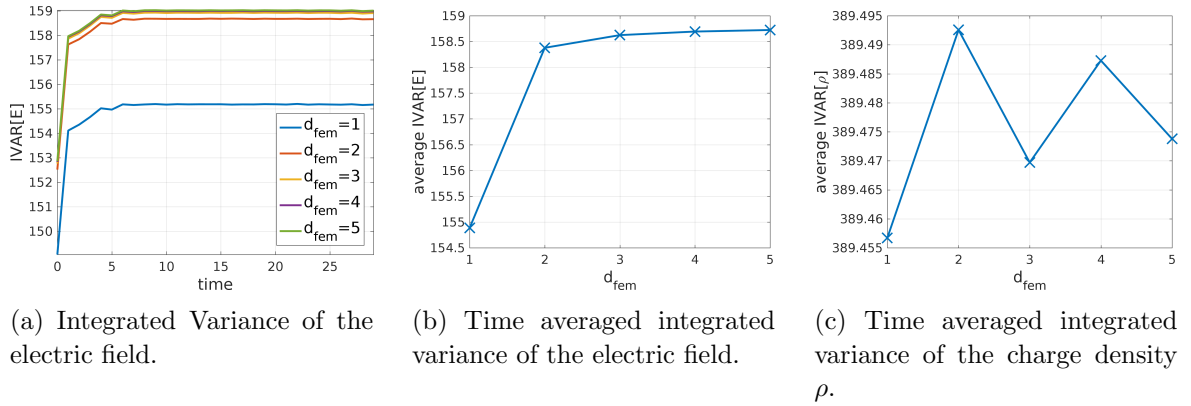 159
158
157
156
155
154
153
152
151
150
IVAR[E]
0
5
10
15
20
25
time
d_fem=1
d_fem=2
d_fem=3
d_fem=4
d_fem=5
(a) Integrated Variance of the
electric field.
159
158.5
158
157.5
157
156.5
156
155.5
155
154.5
average IVAR[E]
1
2
3
4
5
d_fem
(b) Time averaged integrated
variance of the electric field.
389.495
389.49
389.485
389.48
389.475
389.47
389.465
389.46
389.455
average IVAR[ρ]
1
2
3
4
5
d_fem
(c) Time averaged integrated
variance of the charge density
ρ.